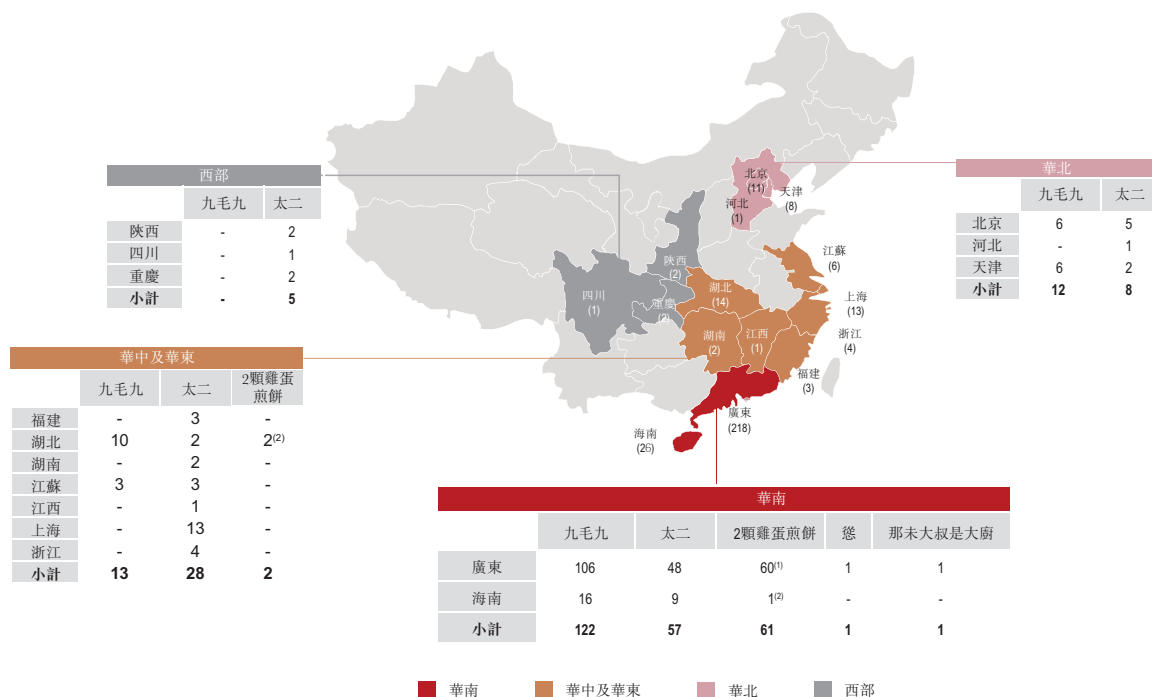 西部
九毛九 太二
陝西 - 2
四川 - 1
重慶 - 2
小計 - 5
華北
九毛九 太二
北京 6 5
河北 - 1
天津 6 2
小計 12 8
北京
(11)
天津
(8)
河北
(1)
江蘇
(6)
陝西
(2)
湖北
(14)
上海
(13)
四川
(1)
重慶
(2)
湖南
(2)
江西
(1)
浙江
(4)
福建
(3)
廣東
(218)
海南
(26)
華中及華東
九毛九 太二 2顆雞蛋
煎餅
福建 - 3 -
湖北 10 2 2(2)
湖南 - 2 -
江蘇 3 3 -
江西 - 1 -
上海 - 13 -
浙江 - 4 -
小計 13 28 2
華南
九毛九 太二 2顆雞蛋煎餅 慫 那未大叔是大廚
廣東 106 48 60(1) 1 1
海南 16 9 1(2) - -
小計 122 57 61 1 1
華南 華中及華東 華北 西部